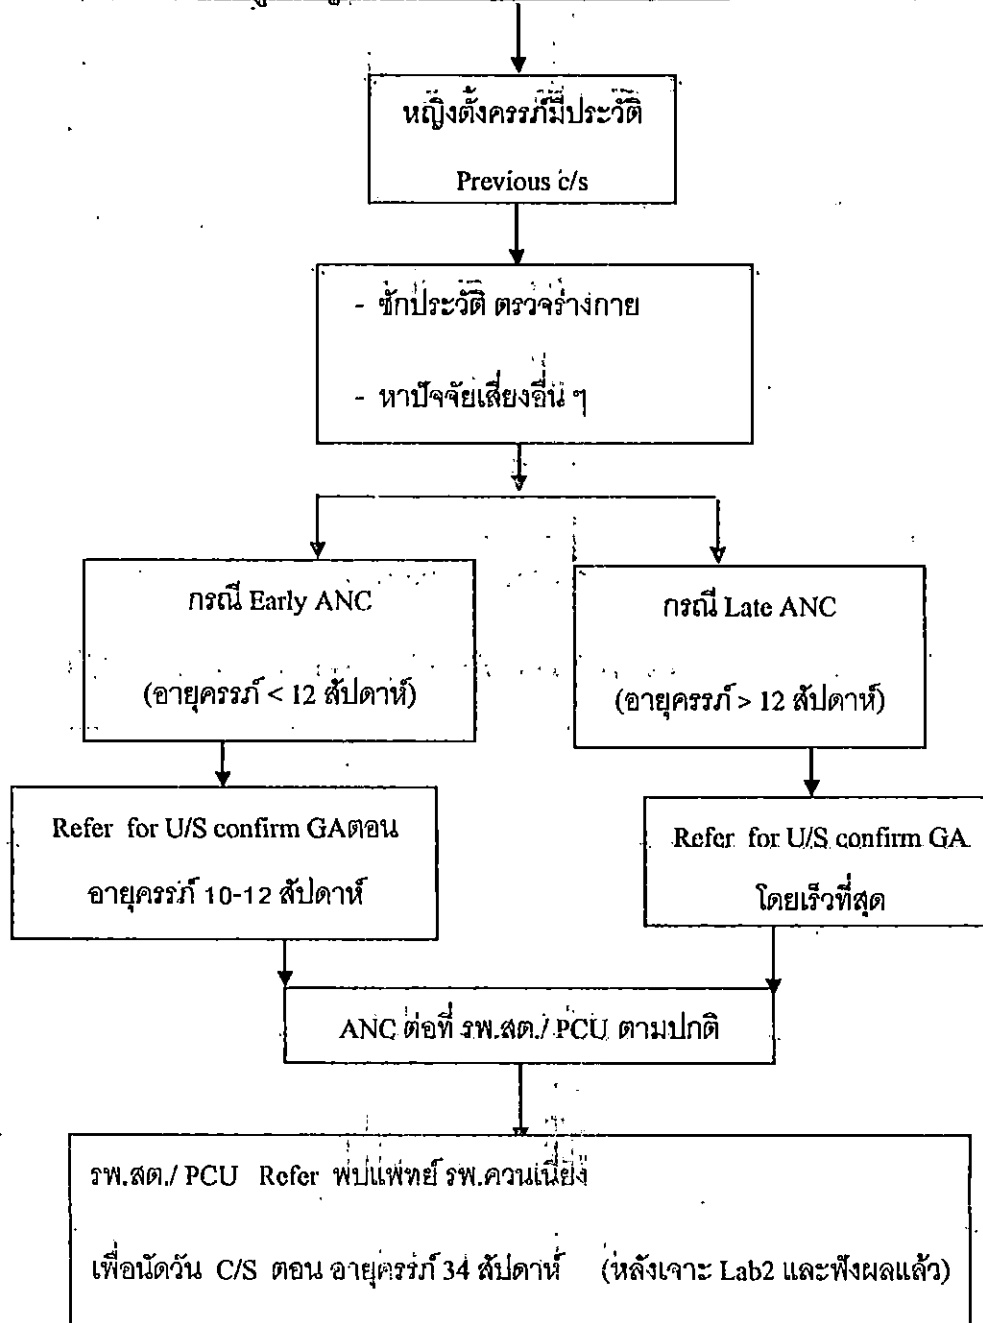 หญิงตั้งครรภ์มีประวัติ
Previous c/s
- ซักประวัติ ตรวจร่างกาย
- หาปัจจัยเสี่ยงอื่น ๆ
กรณี Early ANC
(อายุครรภ์ < 12 สัปดาห์)
กรณี Late ANC
(อายุครรภ์ > 12 สัปดาห์)
Refer for U/S confirm GAตอน
อายุครรภ์ 10-12 สัปดาห์
Refer for U/S confirm GA
โดยเร็วที่สุด
ANC ต่อที่ รพ.สต./ PCU ตามปกติ
รพ.สต./ PCU Refer พบแพทย์ รพ.ควนเนียง
เพื่อนัดวัน C/S ตอน อายุครรภ์ 34 สัปดาห์ (หลังเจาะ Lab2 และฟังผลแล้ว)